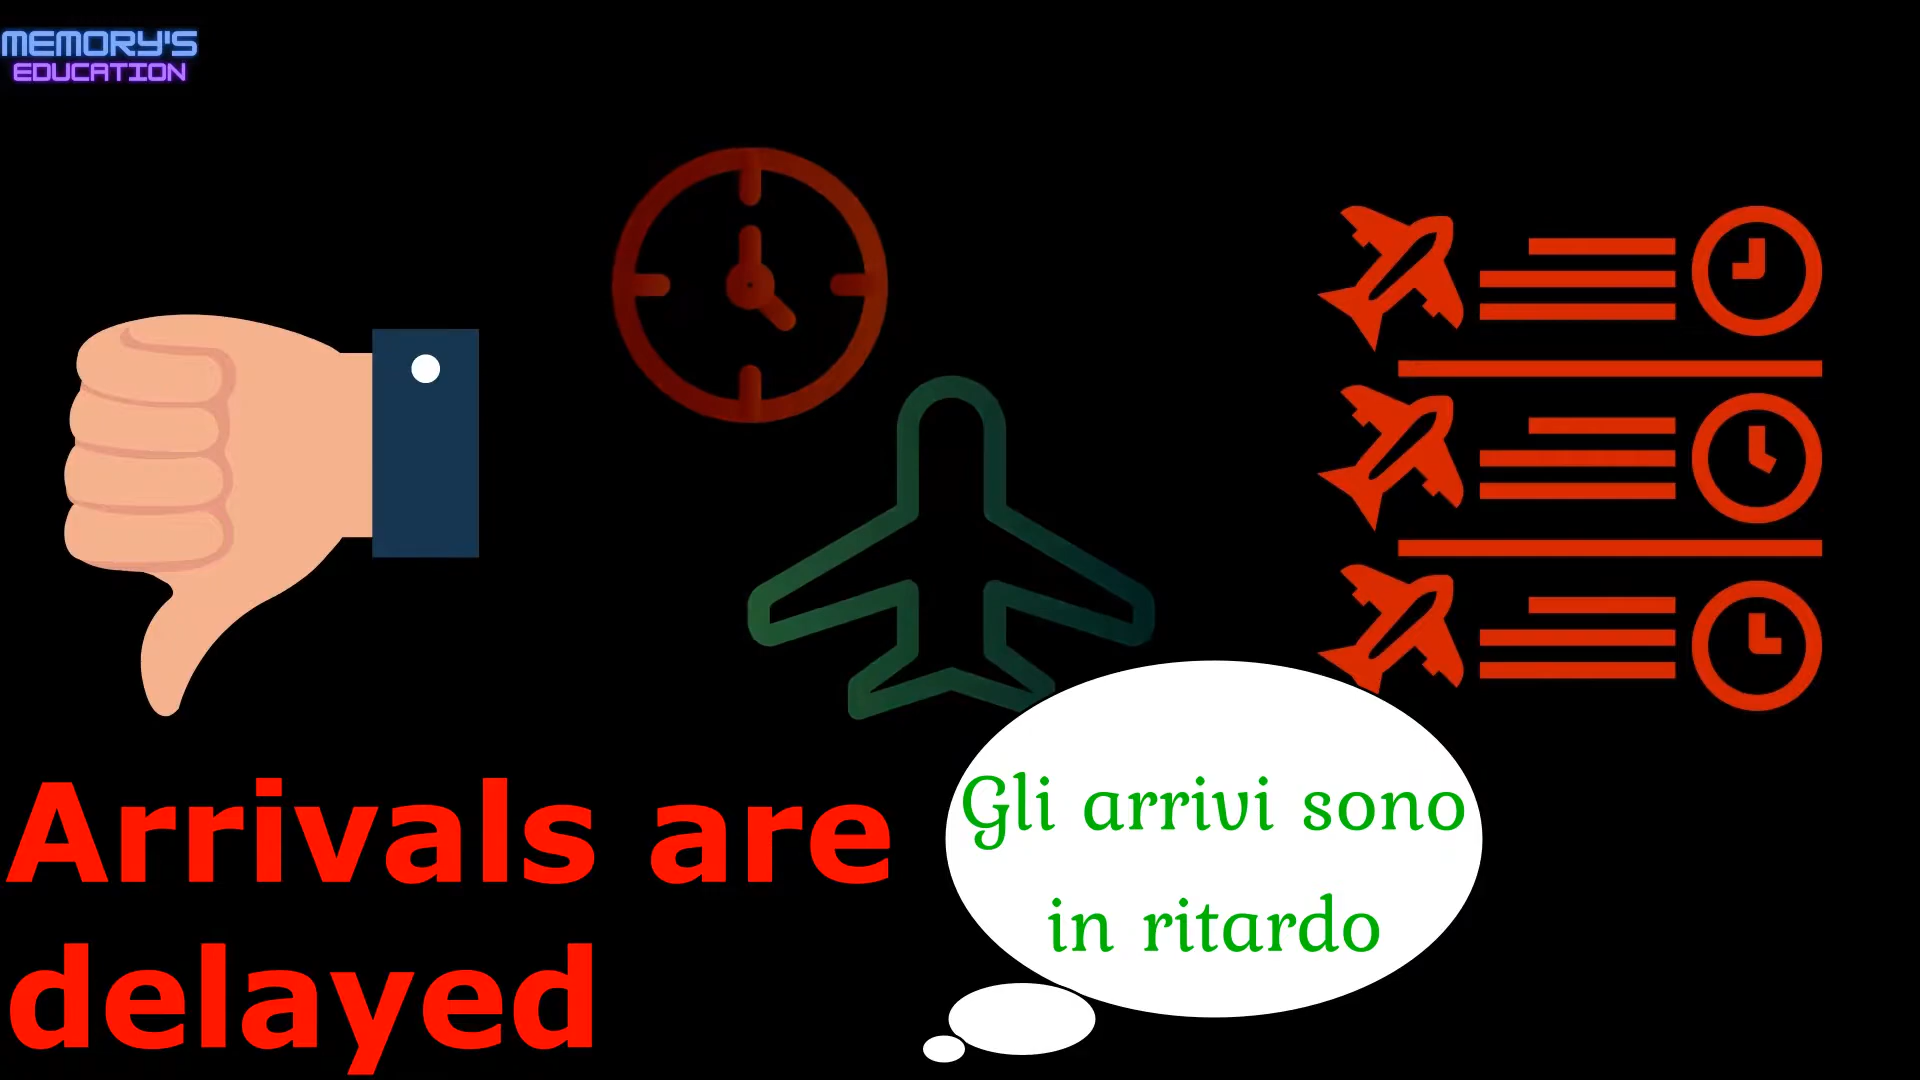 MEMORY'S
EDUCATION
Arrivals are
delayed
Gli arrivi sono
in ritardo